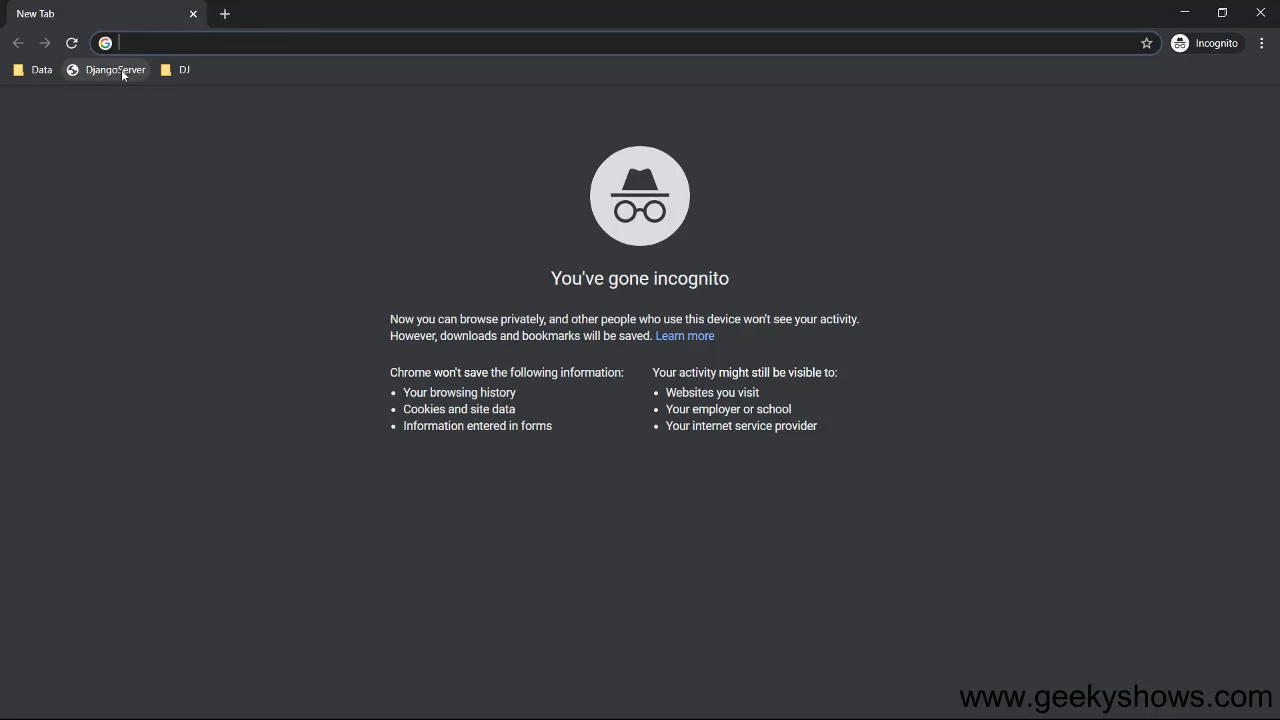 New Tab
Incognito
Data DjangoServer DJ
You've gone incognito
Now you can browse privately, and other people who use this device won't see your activity.
However, downloads and bookmarks will be saved. Learn more
Chrome won't save the following information:
Your browsing history
Cookies and site data
Information entered in forms
Your activity might still be visible to:
Websites you visit
Your employer or school
Your internet service provider
www.geekyshows.com